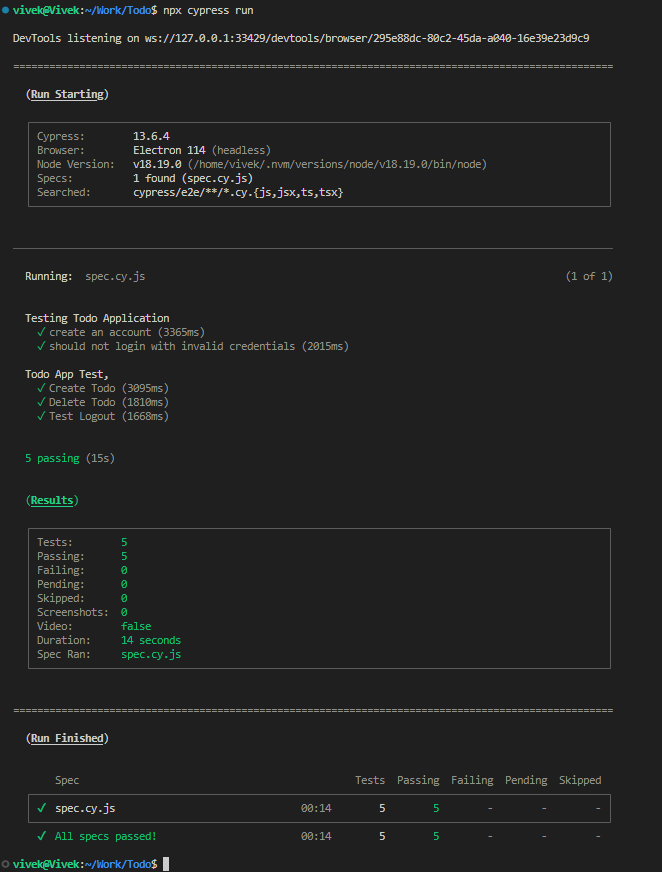 vivek@Vivek:~/Work/Todo$ npx cypress run
DevTools listening on ws://127.0.0.1:33429/devtools/browser/295e88dc-80c2-45da-a040-16e39e23d9c9
====================================================================================================
(Run Starting)
Cypress: 13.6.4
Browser: Electron 114 (headless)
Node Version: v18.19.0 (/home/vivek/.nvm/versions/node/v18.19.0/bin/node)
Specs: 1 found (spec.cy.js)
Searched: cypress/e2e/**/*.cy.{js,jsx,ts,tsx}
Running: spec.cy.js (1 of 1)
Testing Todo Application
✓ create an account (3365ms)
✓ should not login with invalid credentials (2015ms)
Todo App Test,
✓ Create Todo (3095ms)
✓ Delete Todo (1810ms)
✓ Test Logout (1668ms)
5 passing (15s)
(Results)
Tests: 5
Passing: 5
Failing: 0
Pending: 0
Skipped: 0
Screenshots: 0
Video: false
Duration: 14 seconds
Spec Ran: spec.cy.js
====================================================================================================
(Run Finished)
Spec Tests Passing Failing Pending Skipped
✓ spec.cy.js 00:14 5 5 - - -
✓ All specs passed! 00:14 5 5 - - -
vivek@Vivek:~/Work/Todo$